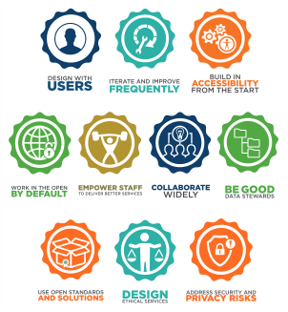 DESIGN WITH
USERS
ITERATE AND IMPROVE
FREQUENTLY
BUILD IN
ACCESSIBILITY
FROM THE START
WORK IN THE OPEN
BY DEFAULT
EMPOWER STAFF
TO DELIVER BETTER SERVICES
COLLABORATE
WIDELY
BE GOOD
DATA STEWARDS
USE OPEN STANDARDS
AND SOLUTIONS
DESIGN
ETHICAL SERVICES
ADDRESS SECURITY AND
PRIVACY RISKS